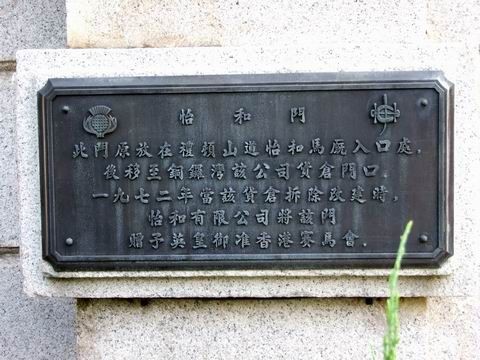 怡和門
此門原放在禮頓山道怡和馬厩入口處，
後移至銅鑼灣該公司貨倉門口．
一九七二年當該貨倉拆除改建時，
怡和有限公司將該門
贈予英皇御准香港賽馬會．